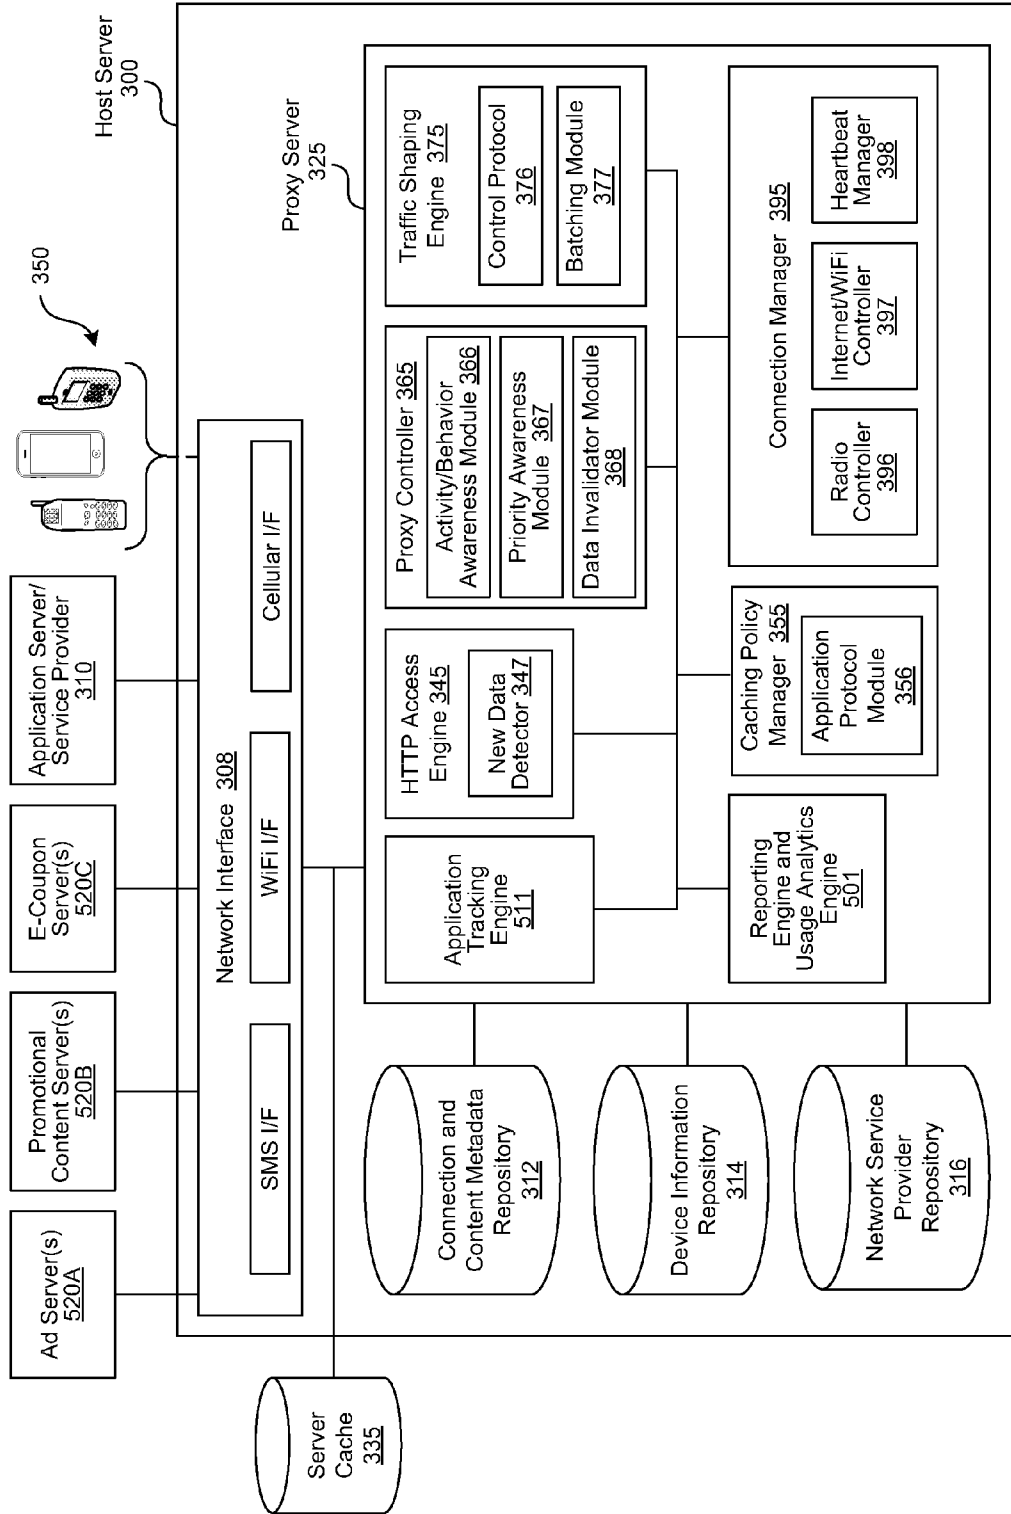 Host Server
300
350
Ad Server(s)
520A
Promotional
Content Server(s)
520B
E-Coupon
Server(s)
520C
Application Server/
Service Provider
310
Network Interface 308
SMS I/F
WiFi I/F
Cellular I/F
Server
Cache
335
Proxy Server
325
Connection and
Content Metadata
Repository
312
Device Information
Repository
314
Network Service
Provider
Repository
316
Application
Tracking
Engine
511
HTTP Access
Engine 345
New Data
Detector 347
Proxy Controller 365
Activity/Behavior
Awareness Module 366
Priority Awareness
Module 367
Data Invalidator Module
368
Traffic Shaping
Engine 375
Control Protocol
376
Batching Module
377
Reporting
Engine and
Usage Analytics
Engine
501
Caching Policy
Manager 355
Application
Protocol
Module
356
Connection Manager 395
Radio
Controller
396
Internet/WiFi
Controller
397
Heartbeat
Manager
398